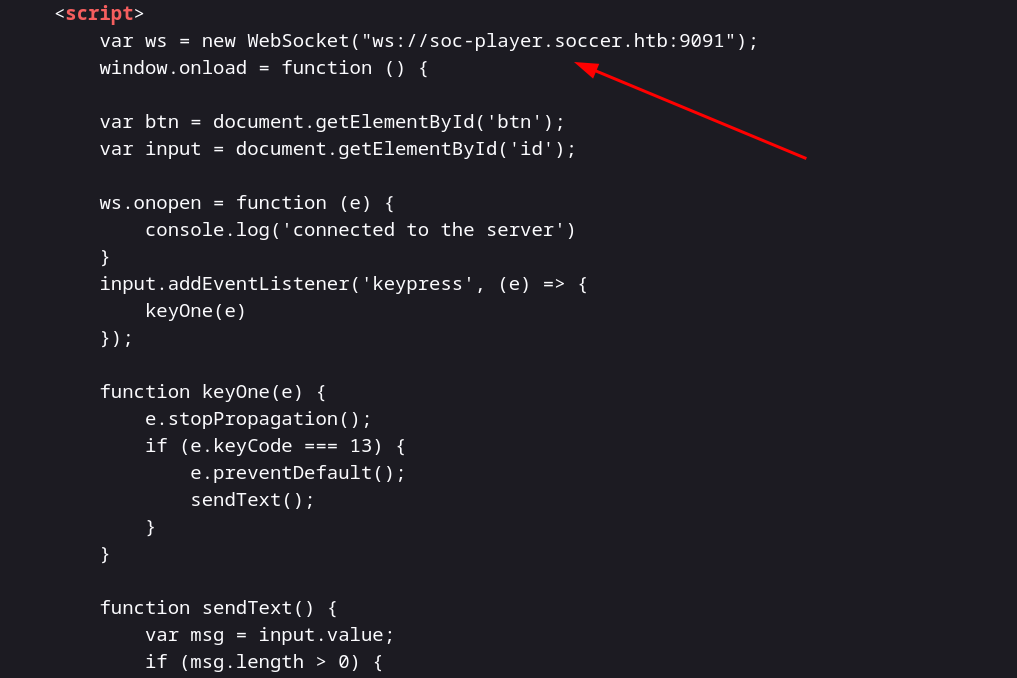 <script>
var ws = new WebSocket("ws://soc-player.soccer.htb:9091");
window.onload = function () {
var btn = document.getElementById('btn');
var input = document.getElementById('id');
ws.onopen = function (e) {
console.log('connected to the server')
}
input.addEventListener('keypress', (e) => {
keyOne(e)
});
function keyOne(e) {
e.stopPropagation();
if (e.keyCode === 13) {
e.preventDefault();
sendText();
}
}
function sendText() {
var msg = input.value;
if (msg.length > 0) {